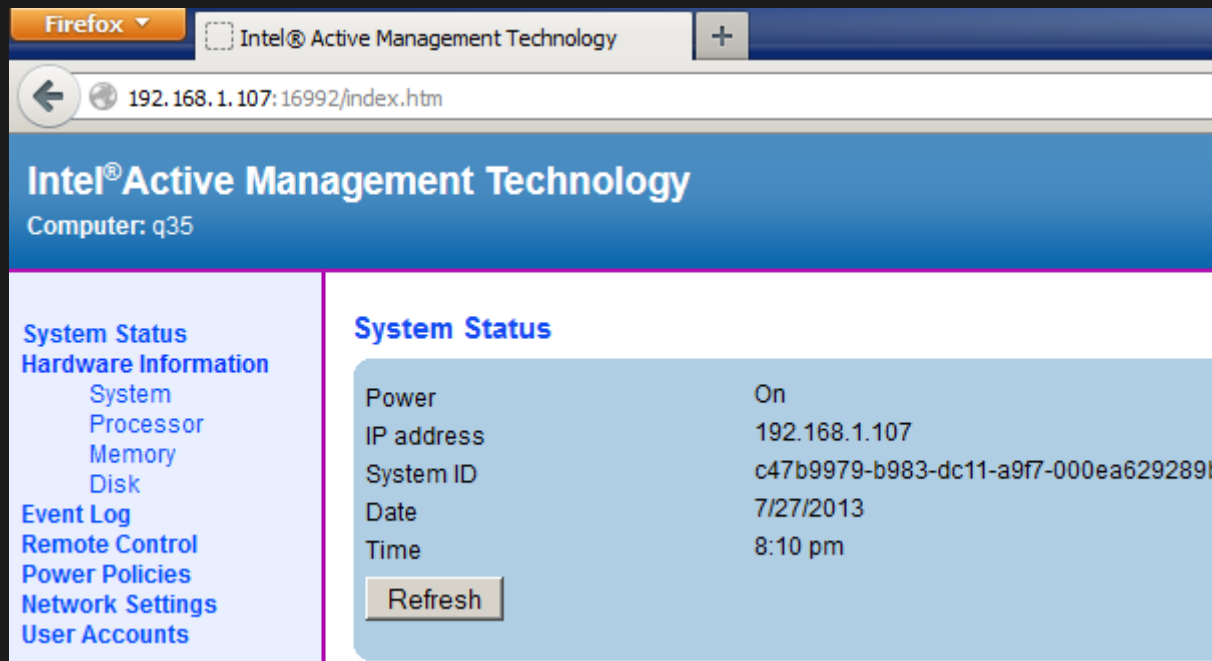 Firefox
Intel® Active Management Technology
+
192.168.1.107:16992/index.htm
Intel®Active Management Technology
Computer: q35
System Status
Hardware Information
System
Processor
Memory
Disk
Event Log
Remote Control
Power Policies
Network Settings
User Accounts
System Status
Power On
IP address 192.168.1.107
System ID c47b9979-b983-dc11-a9f7-000ea629289b
Date 7/27/2013
Time 8:10 pm
Refresh